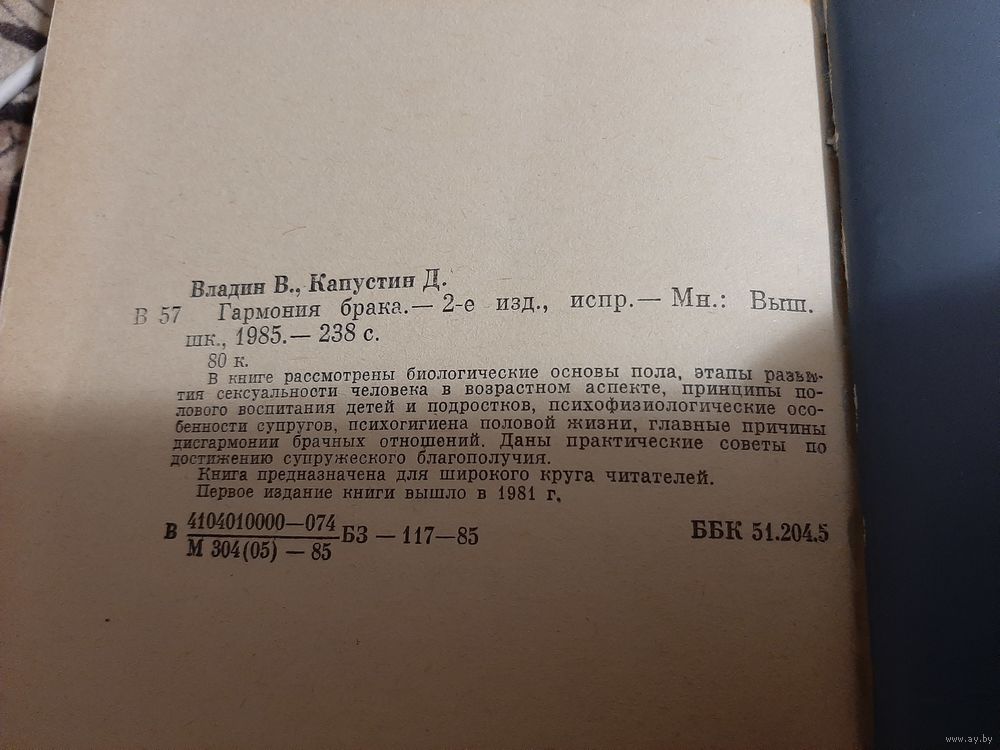 Владин В., Капустин Д.
В 57 Гармония брака.— 2-е изд., испр.— Мн.: Выш.
шк., 1985.— 238 с.
80 к.
В книге рассмотрены биологические основы пола, этапы разви-
тия сексуальности человека в возрастном аспекте, принципы по-
лового воспитания детей и подростков, психофизиологические осо-
бенности супругов, психогигиена половой жизни, главные причины
дисгармонии брачных отношений. Даны практические советы по
достижению супружеского благополучия.
Книга предназначена для широкого круга читателей.
Первое издание книги вышло в 1981 г.
В 4104010000—074 БЗ — 117—85 ББК 51.204.5
М 304(05) — 85
www.ay.by